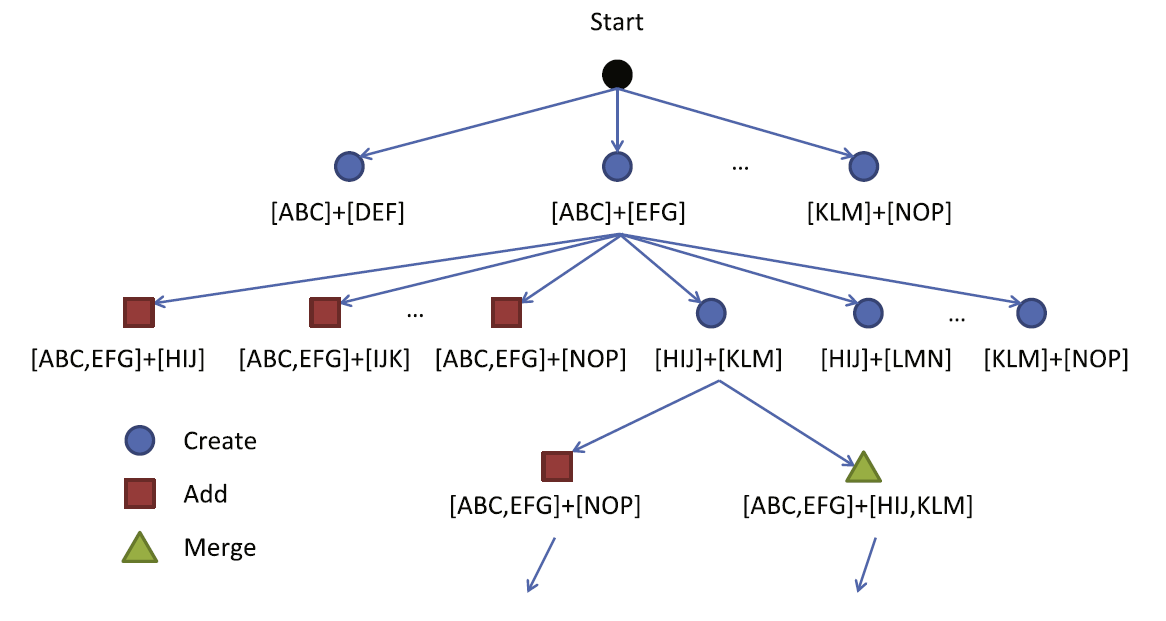 Start
...
[ABC]+[DEF] [ABC]+[EFG] [KLM]+[NOP]
... ...
[ABC,EFG]+[HIJ] [ABC,EFG]+[IJK] [ABC,EFG]+[NOP] [HIJ]+[KLM] [HIJ]+[LMN] [KLM]+[NOP]
Create
Add
Merge
[ABC,EFG]+[NOP] [ABC,EFG]+[HIJ,KLM]